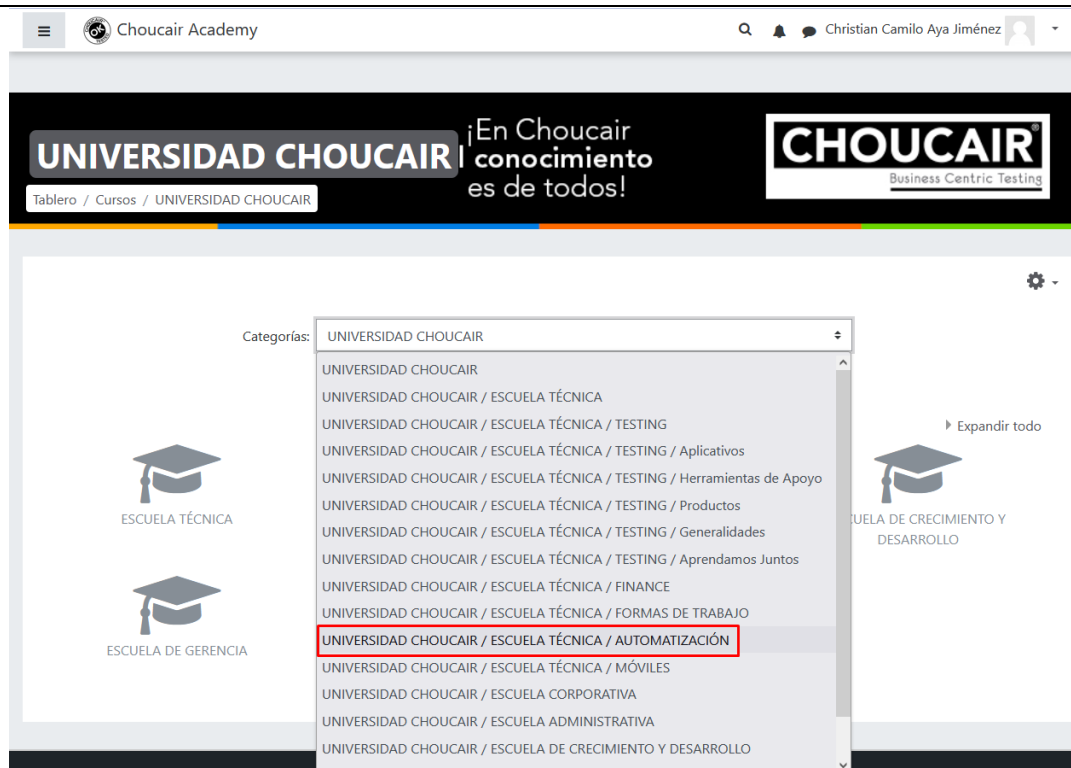 Choucair Academy
Christian Camilo Aya Jiménez
UNIVERSIDAD CHOUCAIR
Tablero / Cursos / UNIVERSIDAD CHOUCAIR
¡En Choucair
l conocimiento
es de todos!
CHOUCAIR®
Business Centric Testing
Categorías:
UNIVERSIDAD CHOUCAIR
UNIVERSIDAD CHOUCAIR
UNIVERSIDAD CHOUCAIR / ESCUELA TÉCNICA
UNIVERSIDAD CHOUCAIR / ESCUELA TÉCNICA / TESTING
UNIVERSIDAD CHOUCAIR / ESCUELA TÉCNICA / TESTING / Aplicativos
UNIVERSIDAD CHOUCAIR / ESCUELA TÉCNICA / TESTING / Herramientas de Apoyo
UNIVERSIDAD CHOUCAIR / ESCUELA TÉCNICA / TESTING / Productos
UNIVERSIDAD CHOUCAIR / ESCUELA TÉCNICA / TESTING / Generalidades
UNIVERSIDAD CHOUCAIR / ESCUELA TÉCNICA / TESTING / Aprendamos Juntos
UNIVERSIDAD CHOUCAIR / ESCUELA TÉCNICA / FINANCE
UNIVERSIDAD CHOUCAIR / ESCUELA TÉCNICA / FORMAS DE TRABAJO
UNIVERSIDAD CHOUCAIR / ESCUELA TÉCNICA / AUTOMATIZACIÓN
UNIVERSIDAD CHOUCAIR / ESCUELA TÉCNICA / MÓVILES
UNIVERSIDAD CHOUCAIR / ESCUELA CORPORATIVA
UNIVERSIDAD CHOUCAIR / ESCUELA ADMINISTRATIVA
UNIVERSIDAD CHOUCAIR / ESCUELA DE CRECIMIENTO Y DESARROLLO
Expandir todo
ESCUELA TÉCNICA
UELA DE CRECIMIENTO Y
DESARROLLO
ESCUELA DE GERENCIA